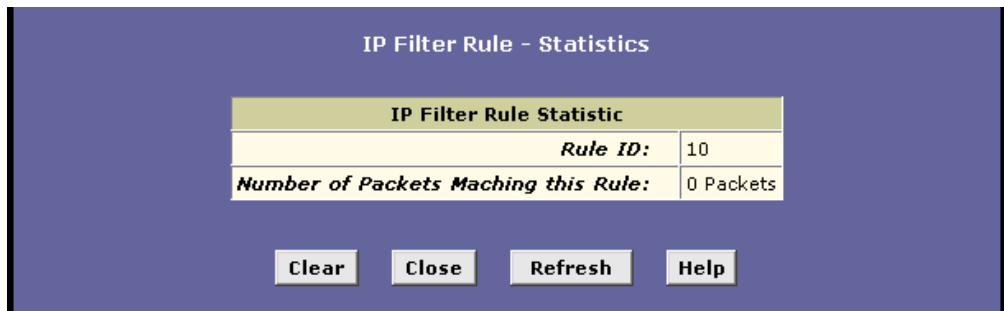 IP Filter Rule - Statistics
IP Filter Rule Statistic
Rule ID: 10
Number of Packets Maching this Rule: 0 Packets
Clear Close Refresh Help